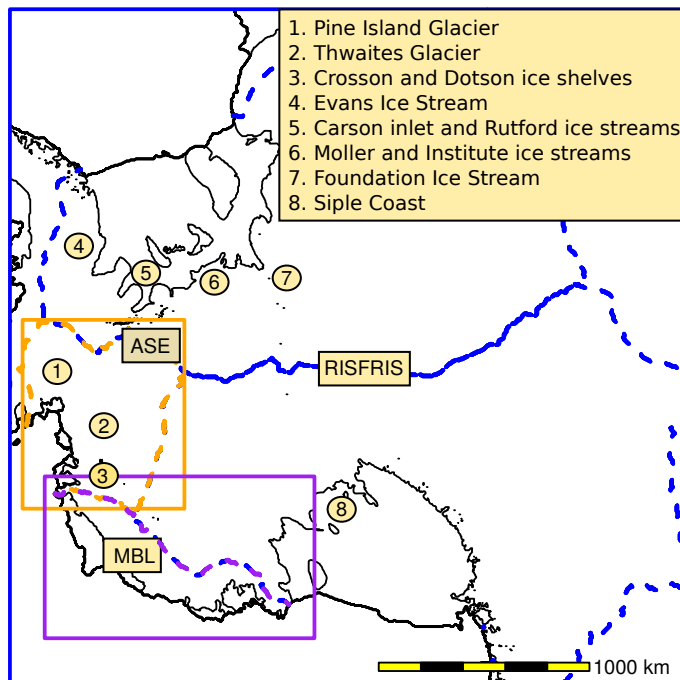 1. Pine Island Glacier
2. Thwaites Glacier
3. Crosson and Dotson ice shelves
4. Evans Ice Stream
5. Carson inlet and Rutford ice streams
6. Moller and Institute ice streams
7. Foundation Ice Stream
8. Siple Coast
4
5
6
7
ASE
RISFRIS
1
2
3
8
MBL
1000 km